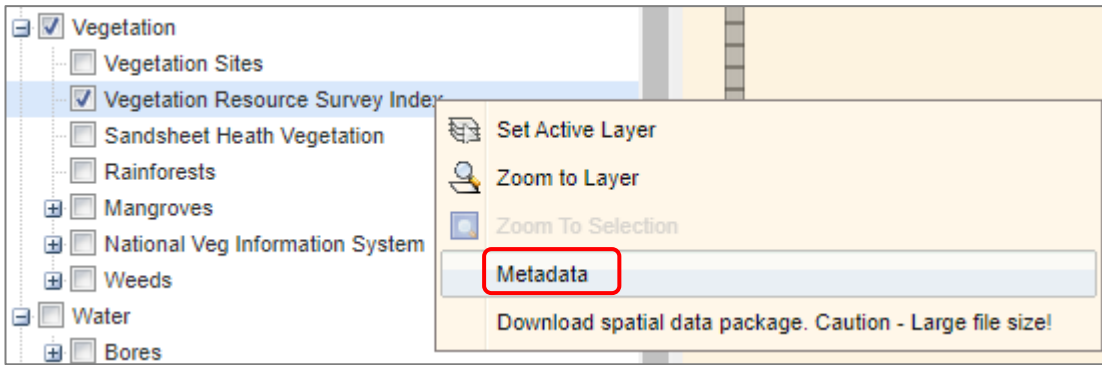 Vegetation
Vegetation Sites
Vegetation Resource Survey Index
Sandsheet Heath Vegetation
Rainforests
Mangroves
National Veg Information System
Weeds
Water
Bores
Set Active Layer
Zoom to Layer
Zoom To Selection
Metadata
Download spatial data package. Caution - Large file size!